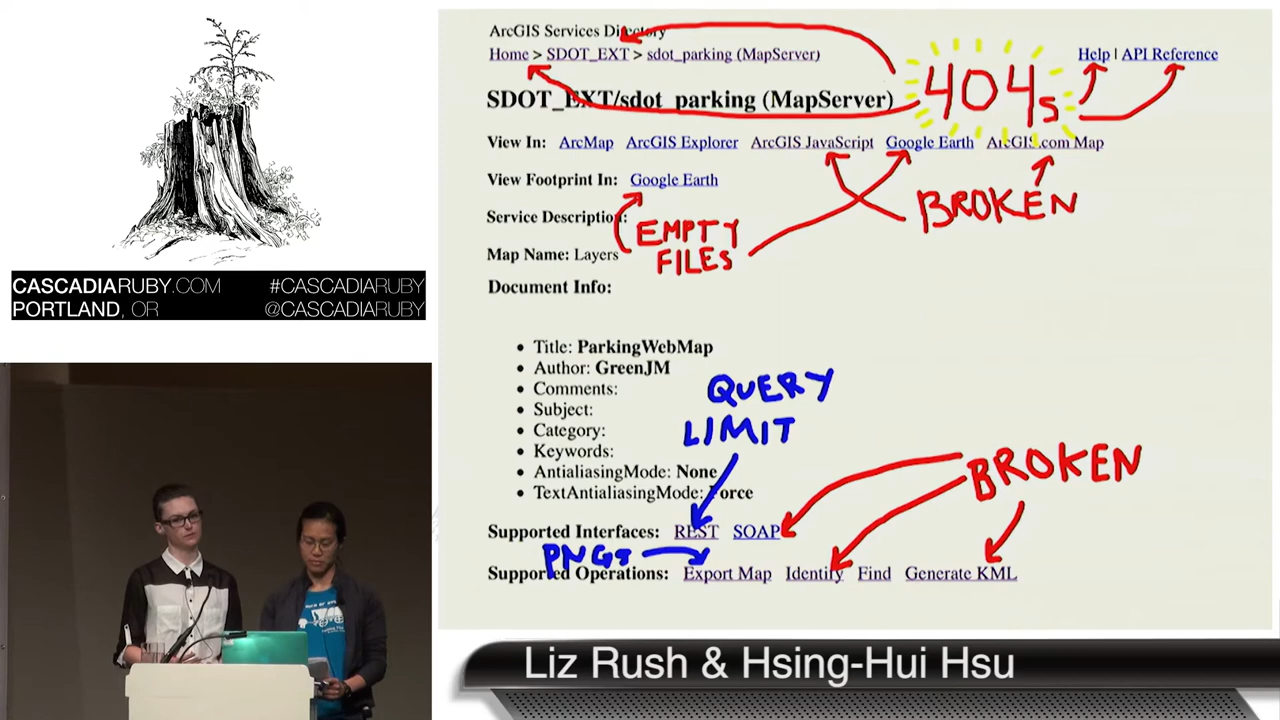 CASCADIARUBY.COM #CASCADIARUBY
PORTLAND, OR @CASCADIARUBY
ArcGIS Services Directory
Home > SDOT_EXT > sdot_parking (MapServer)
Help | API Reference
404s
SDOT_EXT/sdot_parking (MapServer)
View In: ArcMap ArcGIS Explorer ArcGIS JavaScript Google Earth ArcGIS.com Map
View Footprint In: Google Earth
BROKEN
Service Description:
EMPTY
FILES
Map Name: Layers
Document Info:
Title: ParkingWebMap
Author: GreenJM
Comments:
Subject:
Category:
Keywords:
AntialiasingMode: None
TextAntialiasingMode: Force
QUERY
LIMIT
BROKEN
Supported Interfaces: REST SOAP
PNGs
Supported Operations: Export Map Identify Find Generate KML
Liz Rush & Hsing-Hui Hsu